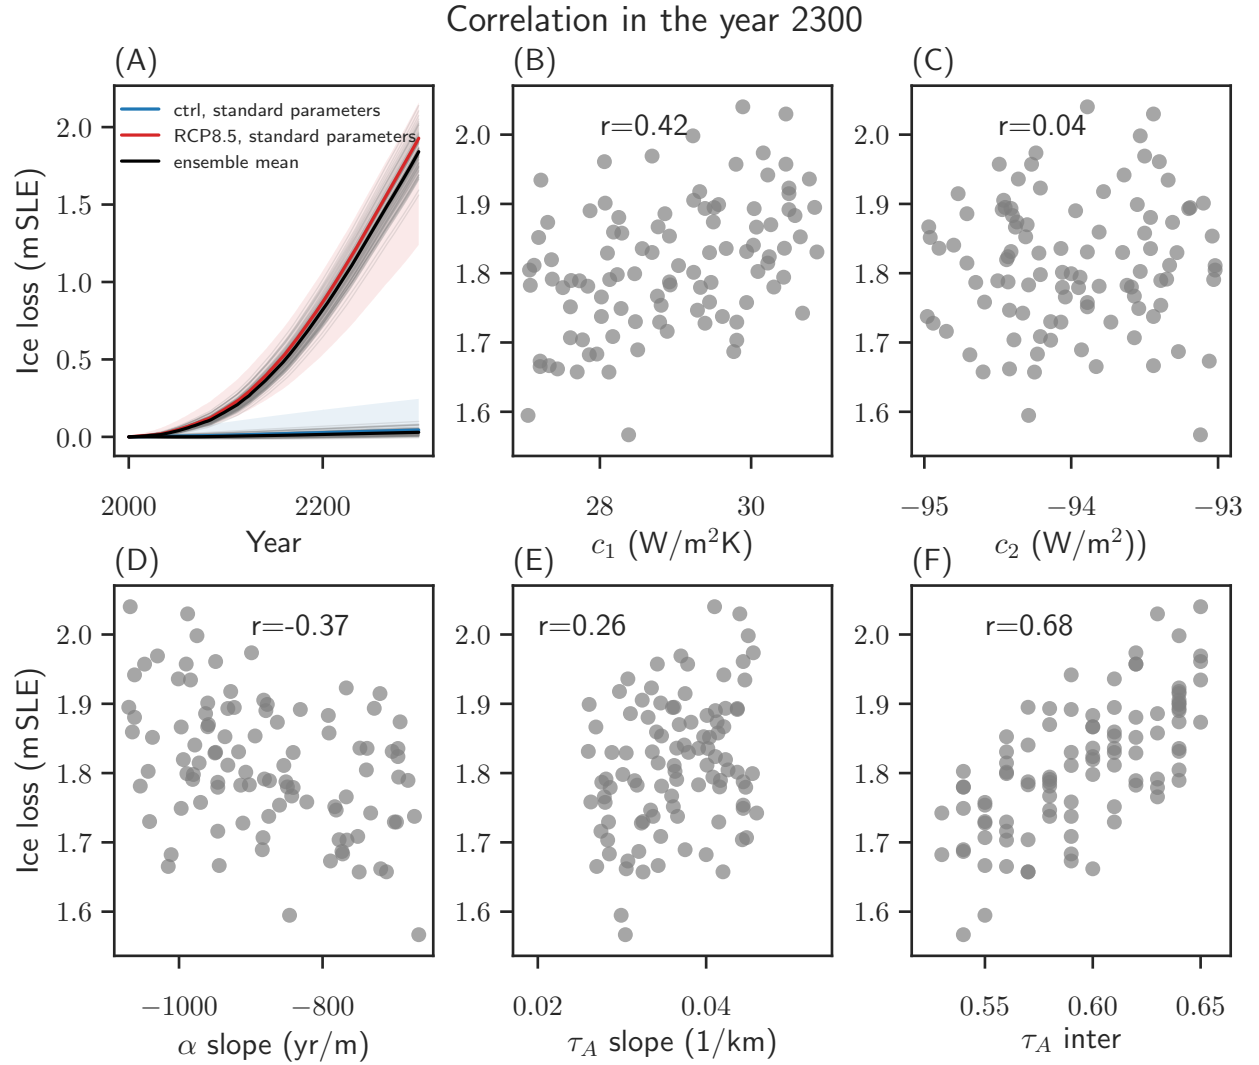 Correlation in the year 2300
(A)
ctrl, standard parameters
RCP8.5, standard parameters
ensemble mean
2.0
1.5
1.0
0.5
0.0
Ice loss (m SLE)
2000
2200
Year
(B)
r=0.42
2.0
1.9
1.8
1.7
1.6
28
30
c₁ (W/m²K)
(C)
r=0.04
2.0
1.9
1.8
1.7
1.6
−95
−94
−93
c₂ (W/m²))
(D)
r=-0.37
2.0
1.9
1.8
1.7
1.6
Ice loss (m SLE)
−1000
−800
α slope (yr/m)
(E)
r=0.26
2.0
1.9
1.8
1.7
1.6
0.02
0.04
τ_A slope (1/km)
(F)
r=0.68
2.0
1.9
1.8
1.7
1.6
0.55
0.60
0.65
τ_A inter